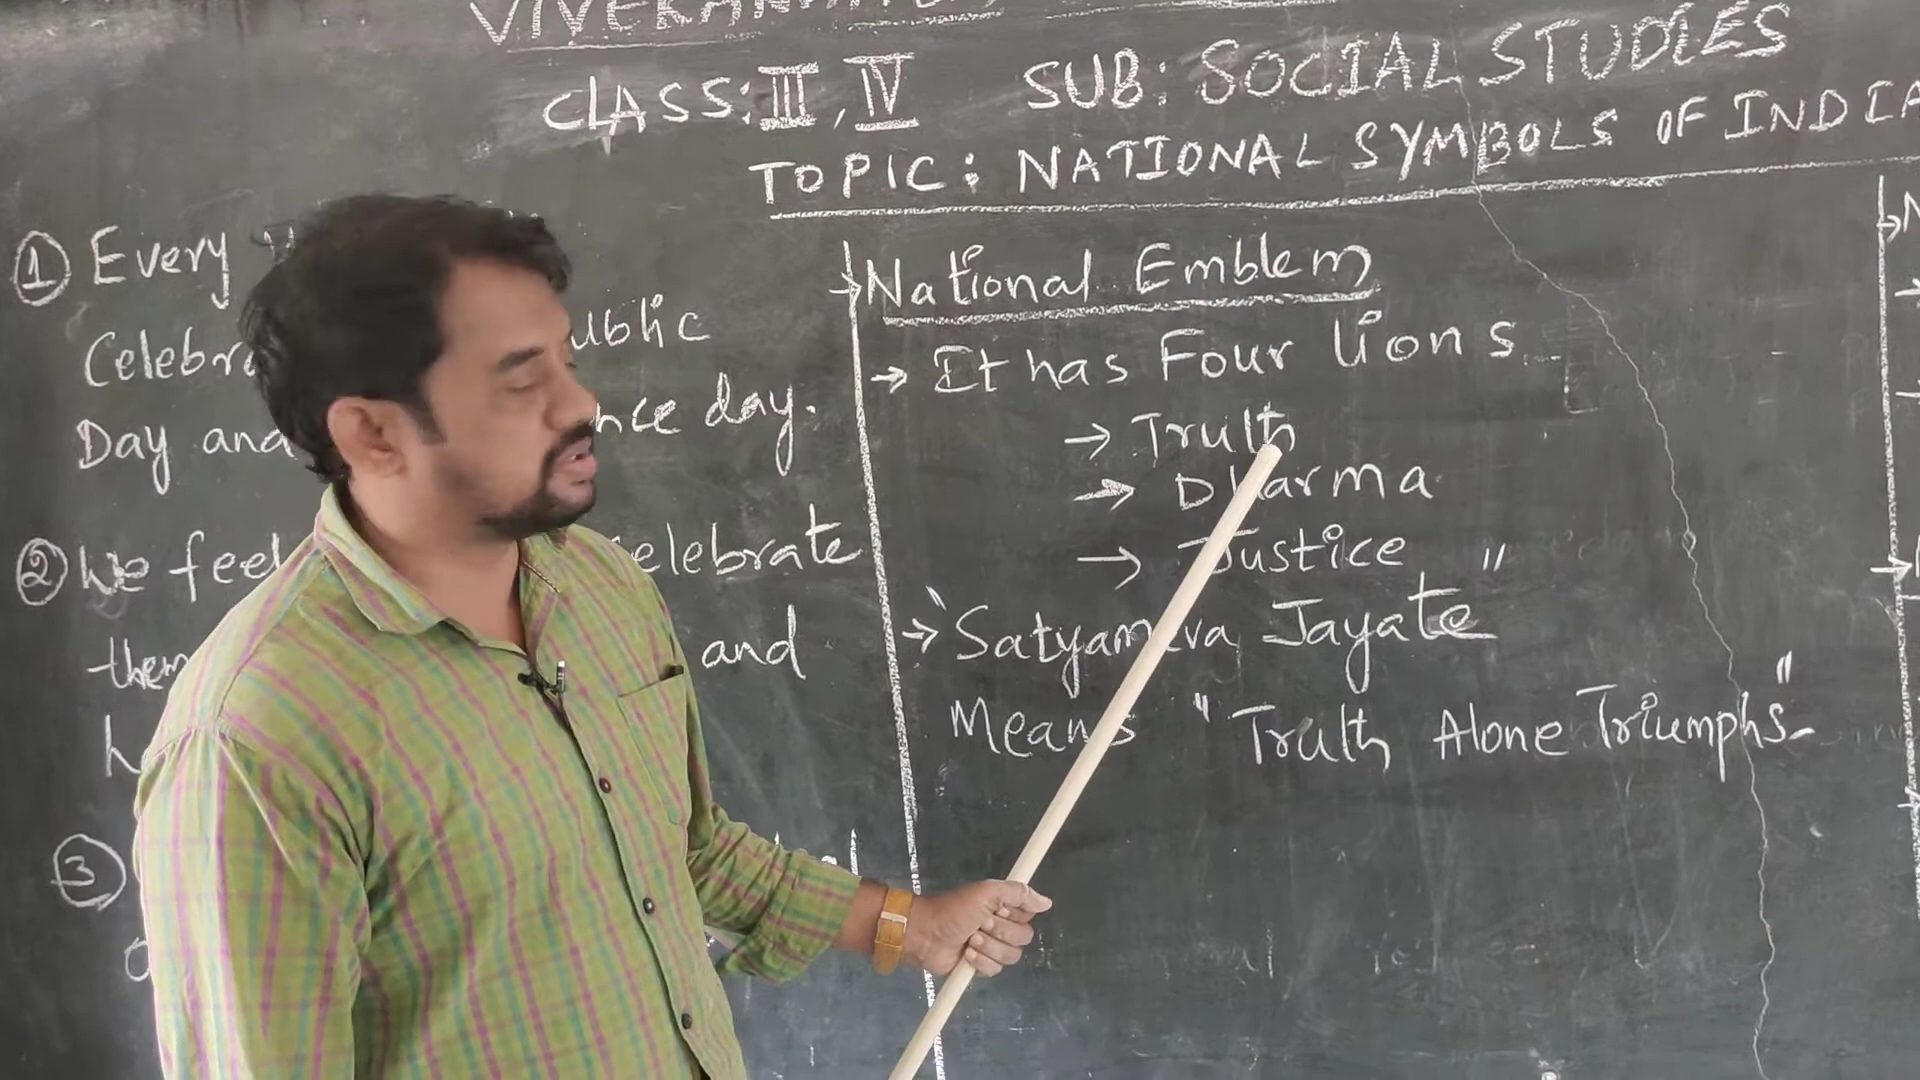 CLASS: III, IV SUB: SOCIAL STUDIES
TOPIC: NATIONAL SYMBOLS OF INDIA
① Every
Celebra ublic
Day and nce day.
② We feel celebrate
them and
③
National Emblem
→ It has Four lions.
→ Truth
→ Dharma
→ Justice
→ "Satyameva Jayate"
Means "Truth Alone Triumphs"